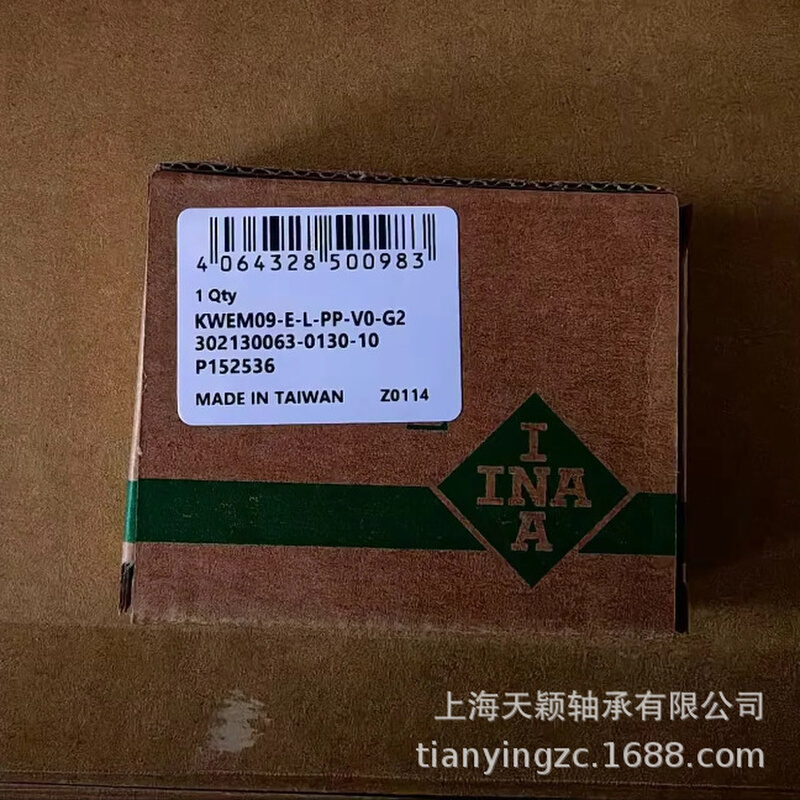 4 064328 500983
1 Qty
KWEM09-E-L-PP-V0-G2
302130063-0130-10
P152536
MADE IN TAIWAN Z0114
I
INA
A
上海天颖轴承有限公司
tianyingzc.1688.com